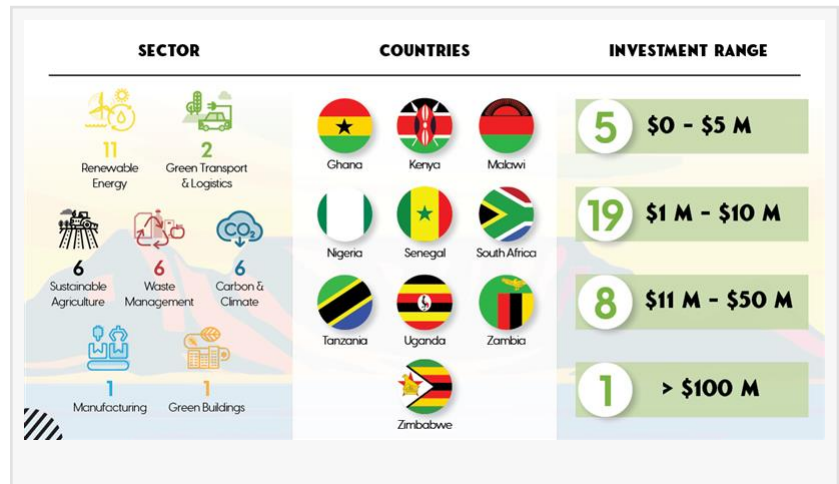 SECTOR
11
Renewable
Energy
2
Green Transport
& Logistics
6
Sustainable
Agriculture
6
Waste
Management
CO2
6
Carbon &
Climate
1
Manufacturing
1
Green Buildings
COUNTRIES
Ghana
Kenya
Malawi
Nigeria
Senegal
South Africa
Tanzania
Uganda
Zambia
Zimbabwe
INVESTMENT RANGE
5 $0 - $5 M
19 $1 M - $10 M
8 $11 M - $50 M
1 > $100 M